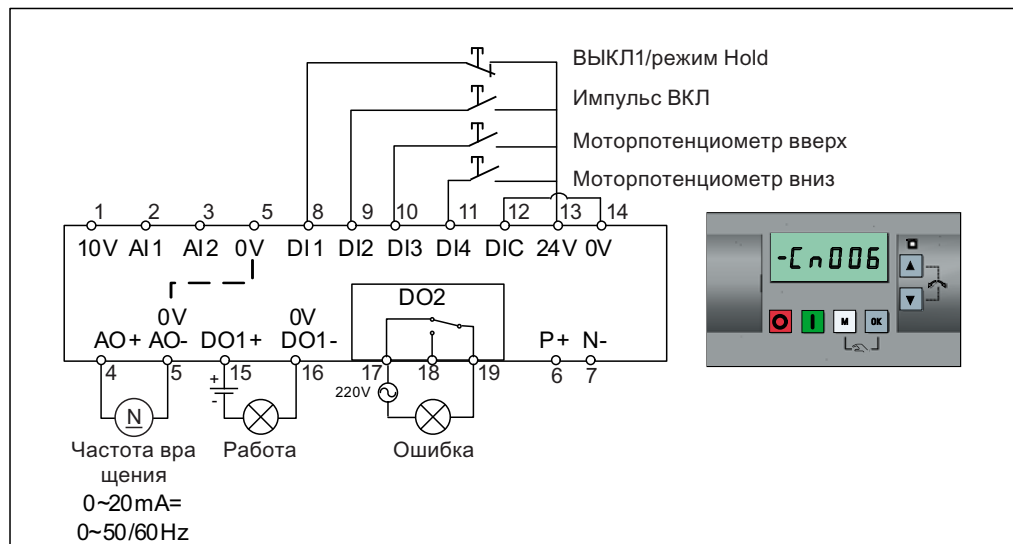 ВЫКЛ1/режим Hold
Импульс ВКЛ
Моторпотенциометр вверх
Моторпотенциометр вниз
1 2 3 5 8 9 10 11 12 13 14
10V AI1 AI2 0V DI1 DI2 DI3 DI4 DIC 24V 0V
-Cn006
M OK
DO2
0V 0V
AO+ AO- DO1+ DO1- P+ N-
4 5 15 16 17 18 19 6 7
+
-
220V
N
Частота вра
щения
0~20mA=
0~50/60Hz
Работа
Ошибка